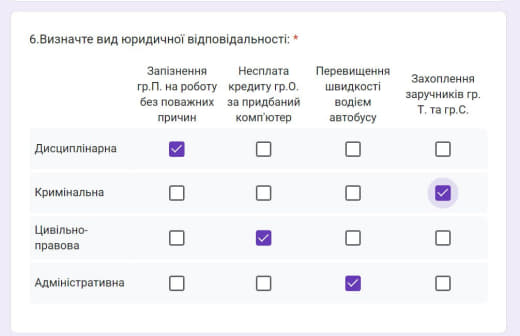 6.Визначте вид юридичної відповідальності: *
Запізнення
гр.П. на роботу
без поважних
причин
Несплата
кредиту гр.О.
за придбаний
комп'ютер
Перевищення
швидкості
водієм
автобусу
Захоплення
заручників гр.
Т. та гр.С.
Дисциплінарна
Кримінальна
Цивільно-
правова
Адміністративна